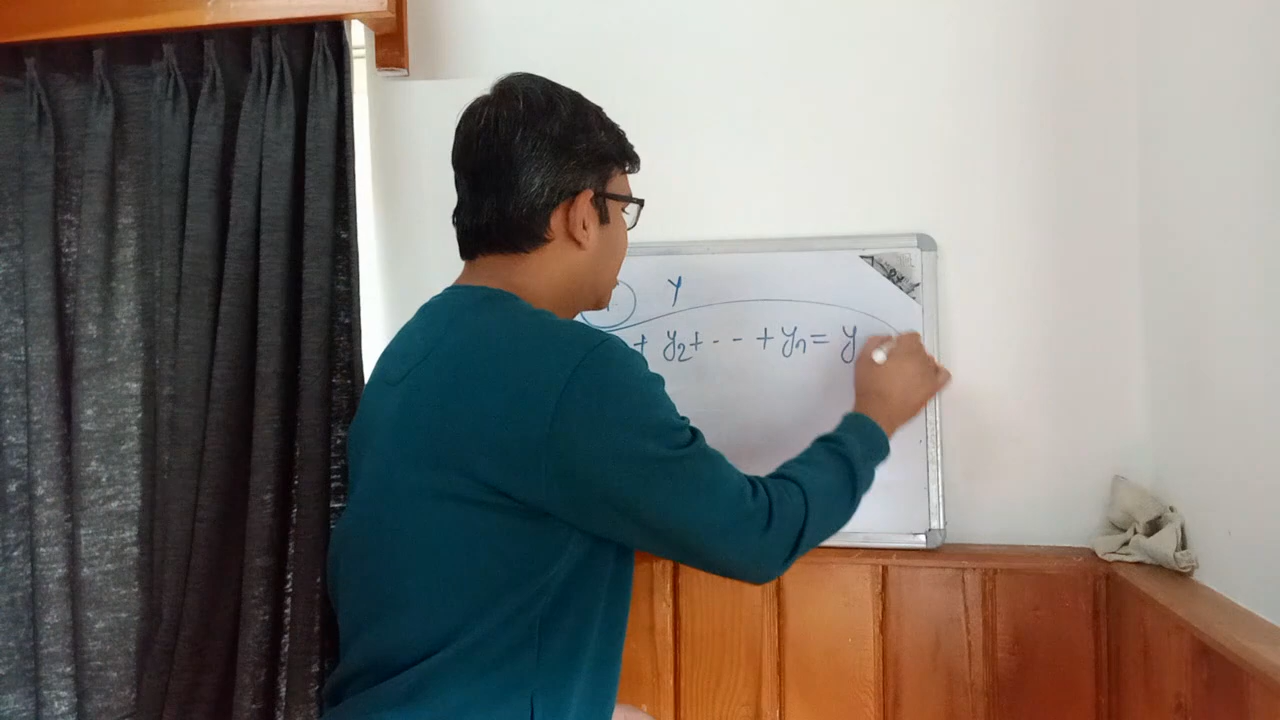 y
+ y₂ + - - + yₙ = y